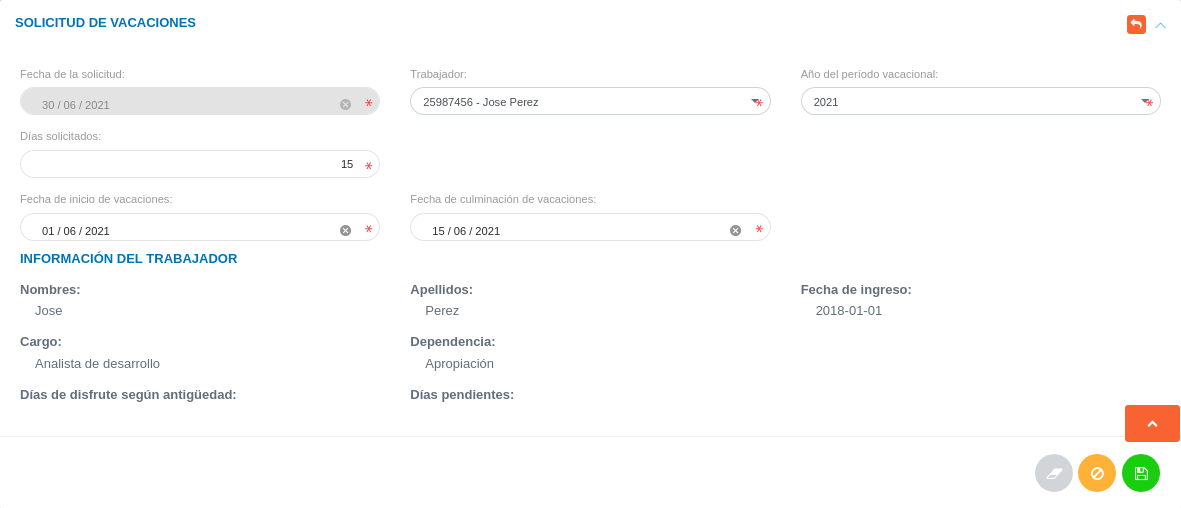 SOLICITUD DE VACACIONES
Fecha de la solicitud: Trabajador: Año del período vacacional:
30 / 06 / 2021 * 25987456 - Jose Perez * 2021 *
Días solicitados:
15 *
Fecha de inicio de vacaciones: Fecha de culminación de vacaciones:
01 / 06 / 2021 * 15 / 06 / 2021 *
INFORMACIÓN DEL TRABAJADOR
Nombres: Apellidos: Fecha de ingreso:
Jose Perez 2018-01-01
Cargo: Dependencia:
Analista de desarrollo Apropiación
Días de disfrute según antigüedad: Días pendientes: